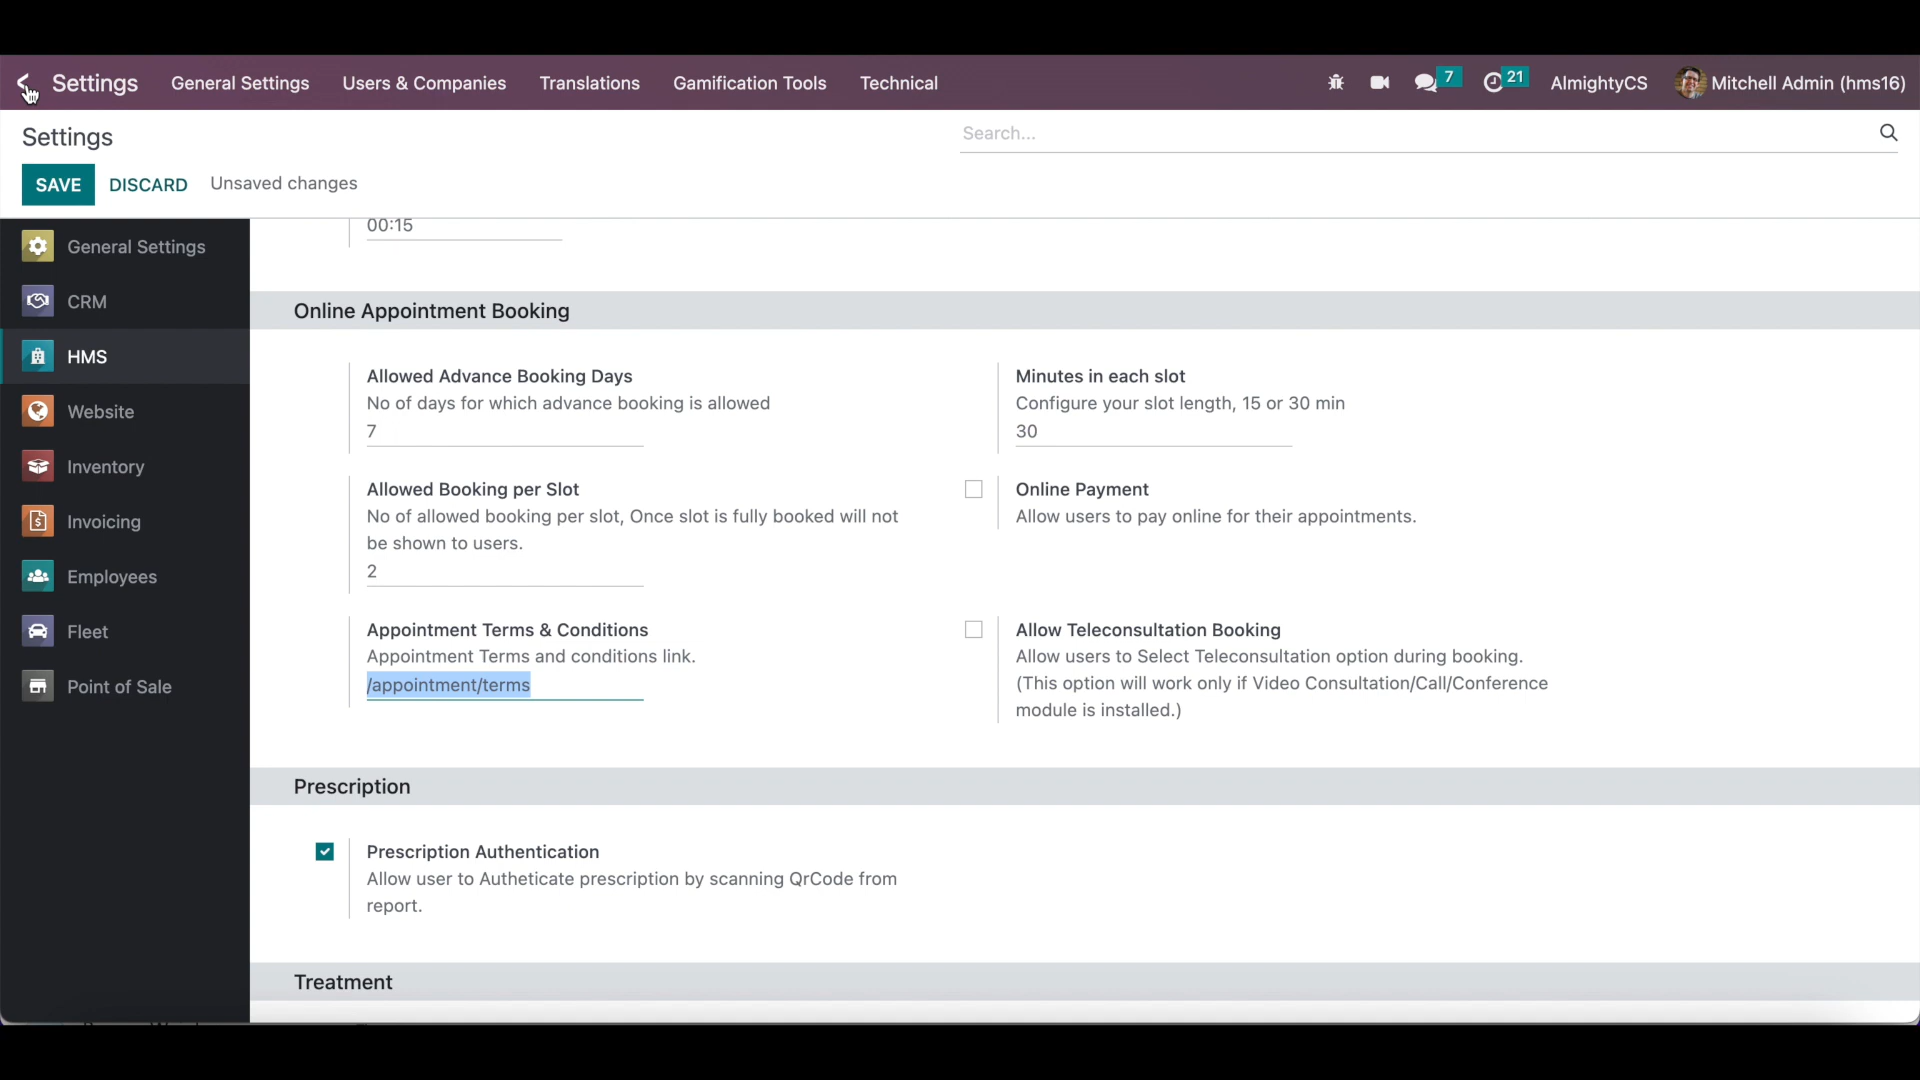 Settings General Settings Users & Companies Translations Gamification Tools Technical 7 21 AlmightyCS Mitchell Admin (hms16)
Settings
Search...
SAVE DISCARD Unsaved changes
General Settings
CRM
HMS
Website
Inventory
Invoicing
Employees
Fleet
Point of Sale
00:15
Online Appointment Booking
Allowed Advance Booking Days
No of days for which advance booking is allowed
7
Minutes in each slot
Configure your slot length, 15 or 30 min
30
Allowed Booking per Slot
No of allowed booking per slot, Once slot is fully booked will not
be shown to users.
2
Online Payment
Allow users to pay online for their appointments.
Appointment Terms & Conditions
Appointment Terms and conditions link.
/appointment/terms
Allow Teleconsultation Booking
Allow users to Select Teleconsultation option during booking.
(This option will work only if Video Consultation/Call/Conference
module is installed.)
Prescription
Prescription Authentication
Allow user to Autheticate prescription by scanning QrCode from
report.
Treatment